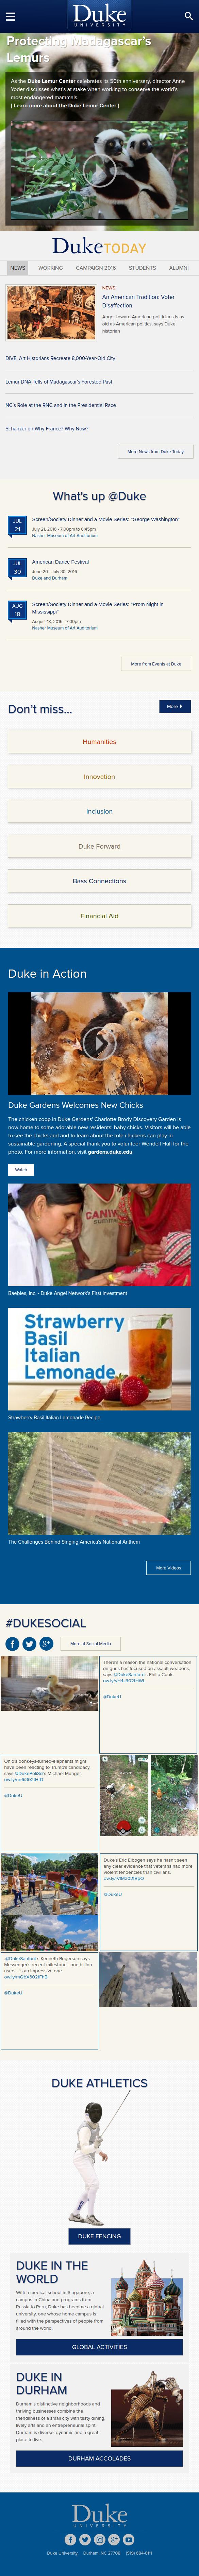 Duke
UNIVERSITY
Protecting Madagascar's
Lemurs
As the Duke Lemur Center celebrates its 50th anniversary, director Anne
Yoder discusses what's at stake when working to conserve the world's
most endangered mammals.
[ Learn more about the Duke Lemur Center ]
DukeTODAY
NEWS WORKING CAMPAIGN 2016 STUDENTS ALUMNI
NEWS
An American Tradition: Voter
Disaffection
Anger toward American politicians is as
old as American politics, says Duke
historian
DIVE, Art Historians Recreate 8,000-Year-Old City
Lemur DNA Tells of Madagascar's Forested Past
NC's Role at the RNC and in the Presidential Race
Schanzer on Why France? Why Now?
More News from Duke Today
What's up @Duke
JUL
21
Screen/Society Dinner and a Movie Series: "George Washington"
July 21, 2016 - 7:00pm to 8:45pm
Nasher Museum of Art Auditorium
JUL
30
American Dance Festival
June 20 - July 30, 2016
Duke and Durham
AUG
18
Screen/Society Dinner and a Movie Series: "Prom Night in
Mississippi"
August 18, 2016 - 7:00pm
Nasher Museum of Art Auditorium
More from Events at Duke
Don't miss...
More
Humanities
Innovation
Inclusion
Duke Forward
Bass Connections
Financial Aid
Duke in Action
Duke Gardens Welcomes New Chicks
The chicken coop in Duke Gardens' Charlotte Brody Discovery Garden is
now home to some adorable new residents: baby chicks. Visitors will be able
to see the chicks and to learn about the role chickens can play in
sustainable gardening. A special thank you to volunteer Wendell Hull for the
photo. For more information, visit gardens.duke.edu.
Watch
Baebies, Inc. - Duke Angel Network's First Investment
Strawberry
Basil
Italian
Lemonade
Strawberry Basil Italian Lemonade Recipe
The Challenges Behind Singing America's National Anthem
More Videos
#DUKESOCIAL
More at Social Media
There's a reason the national conversation
on guns has focused on assault weapons,
says @DukeSanford's Philip Cook.
@DukeU
Ohio's donkeys-turned-elephants might
have been reacting to Trump's candidacy,
says @DukePoliSci's Michael Munger.
@DukeU
Duke's Eric Elbogen says he hasn't seen
any clear evidence that veterans had more
violent tendencies than civilians.
@DukeU
.@DukeSanford's Kenneth Rogerson says
Messenger's recent milestone - one billion
users - is an impressive one.
@DukeU
DUKE ATHLETICS
DUKE FENCING
DUKE IN THE
WORLD
With a medical school in Singapore, a
campus in China and programs from
Russia to Peru, Duke has become a global
university, one whose home campus is
filled with the perspectives of people from
around the world.
GLOBAL ACTIVITIES
DUKE IN
DURHAM
Durham's distinctive neighborhoods and
thriving businesses combine the
friendliness of a small city with lively dining,
lively arts and an entrepreneurial spirit.
Durham is diverse, dynamic and a great
place to live.
DURHAM ACCOLADES
Duke
UNIVERSITY
Duke University Durham, NC 27708 (919) 684-8111